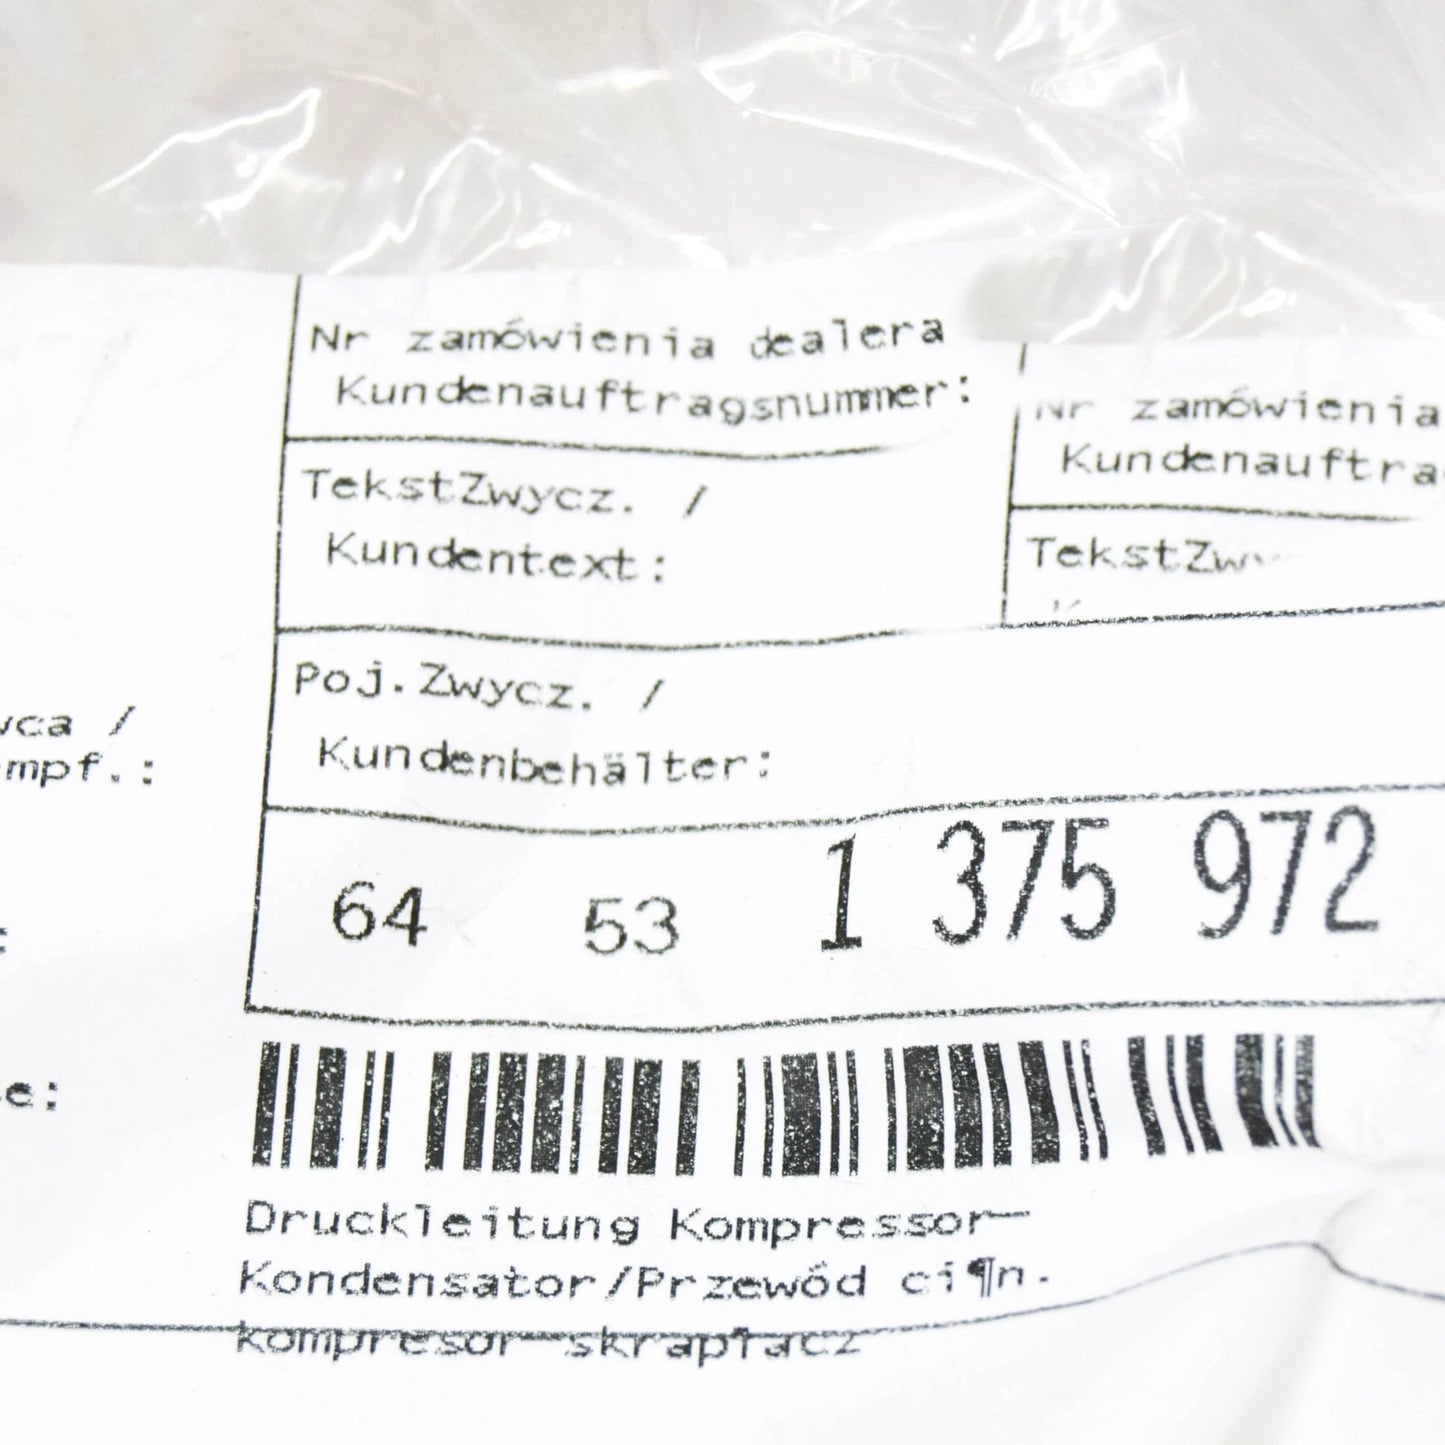 Nr zamówienia dealera
Kundenauftragsnummer:
TekstZwycz. /
Kundentext:
Nr zamówienia
Kundenauftra
TekstZw
Poj.Zwycz. /
Kundenbehälter:
wca /
mpf.:
64 53 1 375 972
e:
Druckleitung Kompressor-
Kondensator/Przewód ci¶n.
kompresor-skraplacz